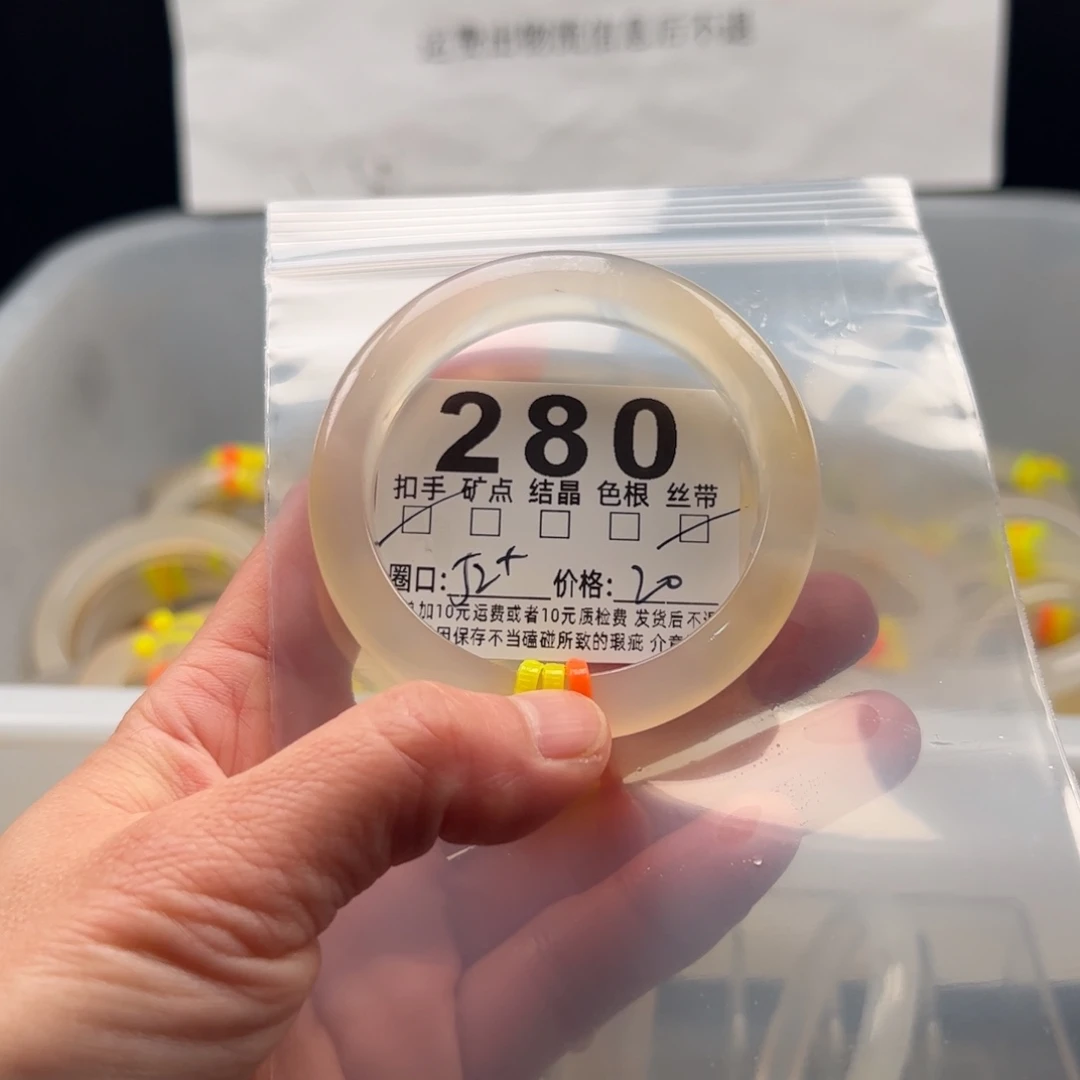 280
扣手 矿点 结晶 色根 丝带
圈口: 52+ 价格: 20
加10元运费或者10元质检费 发货后不退
因保存不当磕碰所致的瑕疵 介意